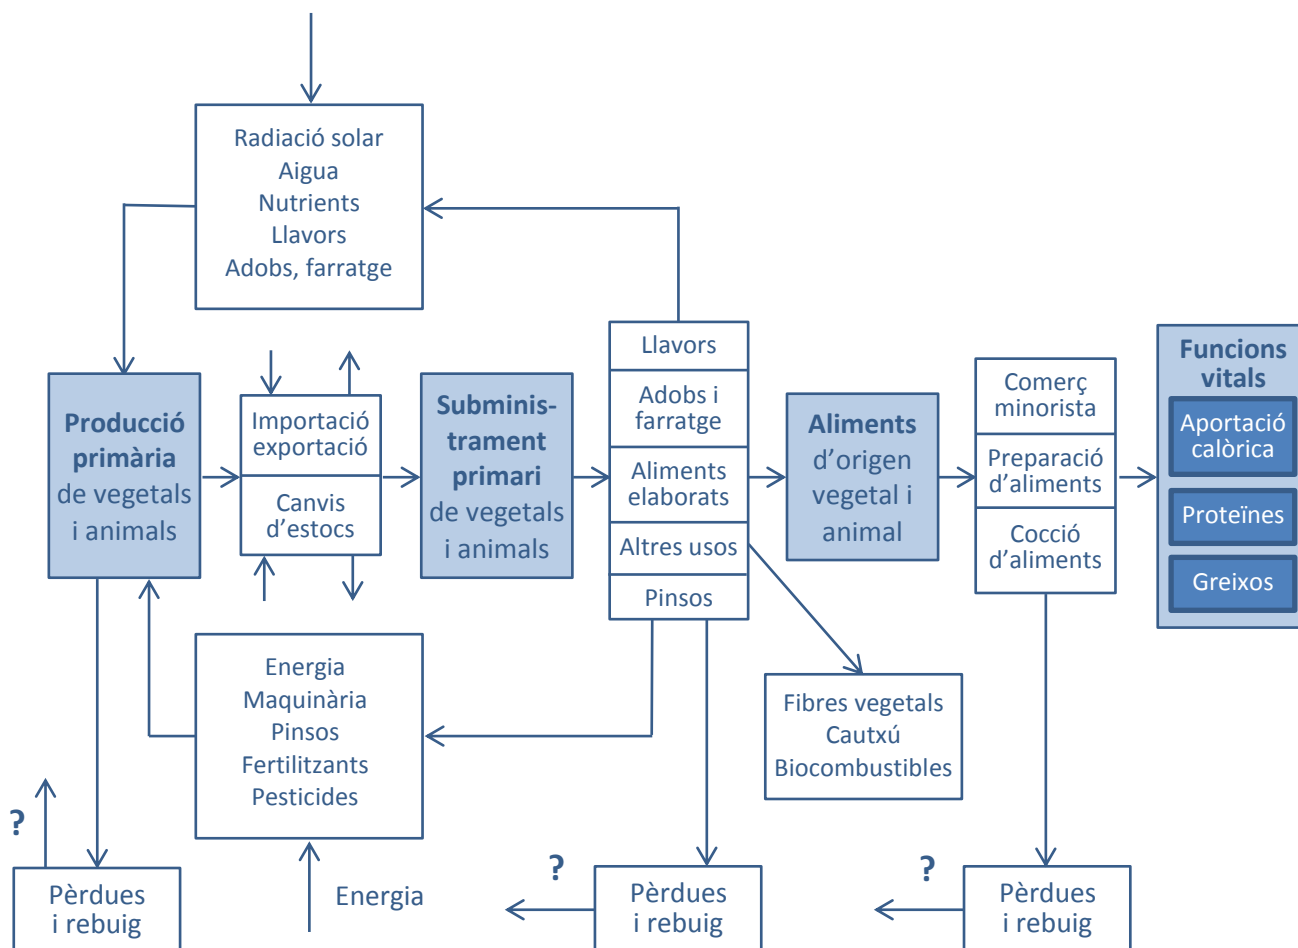 Radiació solar
Aigua
Nutrients
Llavors
Adobs, farratge
Producció
primària
de vegetals
i animals
Importació
exportació
Canvis
d’estocs
Subminis-
trament
primari
de vegetals
i animals
Llavors
Adobs i
farratge
Aliments
elaborats
Altres usos
Pinsos
Aliments
d’origen
vegetal i
animal
Comerç
minorista
Preparació
d’aliments
Cocció
d’aliments
Funcions
vitals
Aportació
calòrica
Proteïnes
Greixos
Energia
Maquinària
Pinsos
Fertilitzants
Pesticides
Fibres vegetals
Cautxú
Biocombustibles
?
Pèrdues
i rebuig
Energia
?
Pèrdues
i rebuig
?
Pèrdues
i rebuig